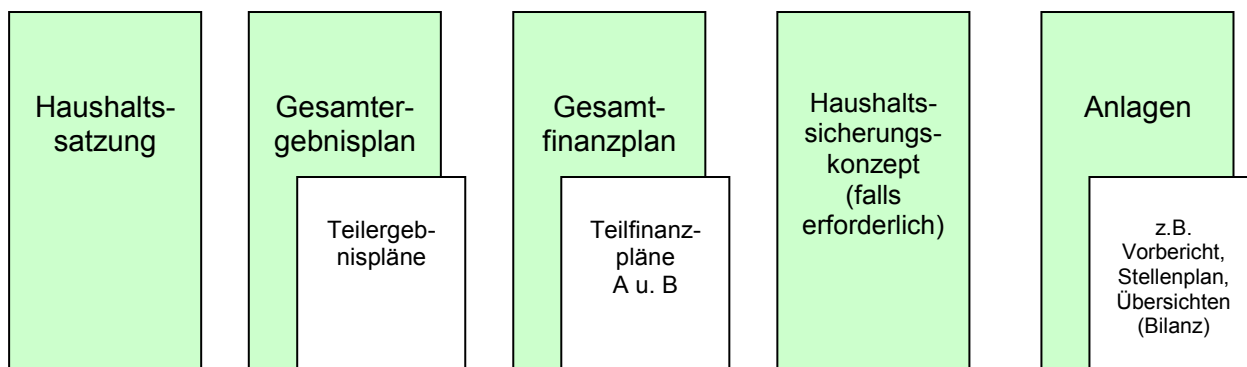 Haushalts-
satzung
Gesamter-
gebnisplan
Teilergeb-
nispläne
Gesamt-
finanzplan
Teilfinanz-
pläne
A u. B
Haushalts-
sicherungs-
konzept
(falls
erforderlich)
Anlagen
z.B.
Vorbericht,
Stellenplan,
Übersichten
(Bilanz)